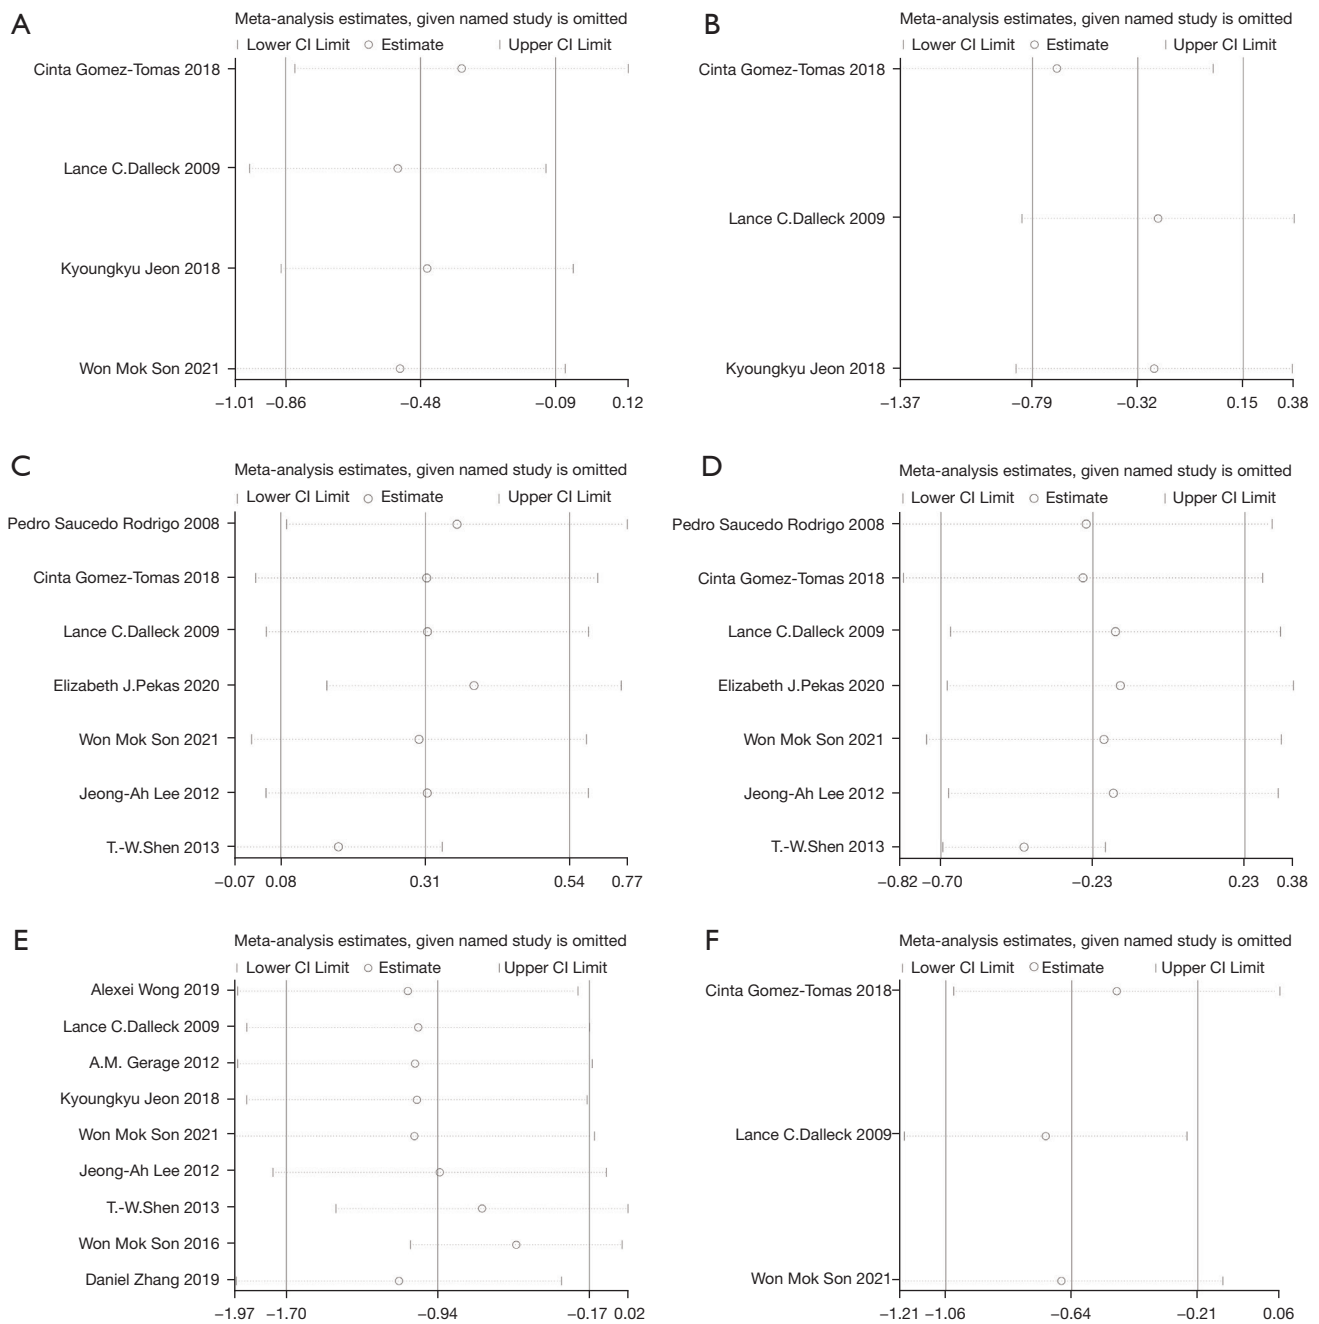 A
Meta-analysis estimates, given named study is omitted
Lower CI Limit Estimate Upper CI Limit
Cinta Gomez-Tomas 2018
Lance C.Dalleck 2009
Kyoungkyu Jeon 2018
Won Mok Son 2021
−1.01 −0.86 −0.48 −0.09 0.12
B
Meta-analysis estimates, given named study is omitted
Lower CI Limit Estimate Upper CI Limit
Cinta Gomez-Tomas 2018
Lance C.Dalleck 2009
Kyoungkyu Jeon 2018
−1.37 −0.79 −0.32 0.15 0.38
C
Meta-analysis estimates, given named study is omitted
Lower CI Limit Estimate Upper CI Limit
Pedro Saucedo Rodrigo 2008
Cinta Gomez-Tomas 2018
Lance C.Dalleck 2009
Elizabeth J.Pekas 2020
Won Mok Son 2021
Jeong-Ah Lee 2012
T.-W.Shen 2013
−0.07 0.08 0.31 0.54 0.77
D
Meta-analysis estimates, given named study is omitted
Lower CI Limit Estimate Upper CI Limit
Pedro Saucedo Rodrigo 2008
Cinta Gomez-Tomas 2018
Lance C.Dalleck 2009
Elizabeth J.Pekas 2020
Won Mok Son 2021
Jeong-Ah Lee 2012
T.-W.Shen 2013
−0.82 −0.70 −0.23 0.23 0.38
E
Meta-analysis estimates, given named study is omitted
Lower CI Limit Estimate Upper CI Limit
Alexei Wong 2019
Lance C.Dalleck 2009
A.M. Gerage 2012
Kyoungkyu Jeon 2018
Won Mok Son 2021
Jeong-Ah Lee 2012
T.-W.Shen 2013
Won Mok Son 2016
Daniel Zhang 2019
−1.97 −1.70 −0.94 −0.17 0.02
F
Meta-analysis estimates, given named study is omitted
Lower CI Limit Estimate Upper CI Limit
Cinta Gomez-Tomas 2018
Lance C.Dalleck 2009
Won Mok Son 2021
−1.21 −1.06 −0.64 −0.21 0.06